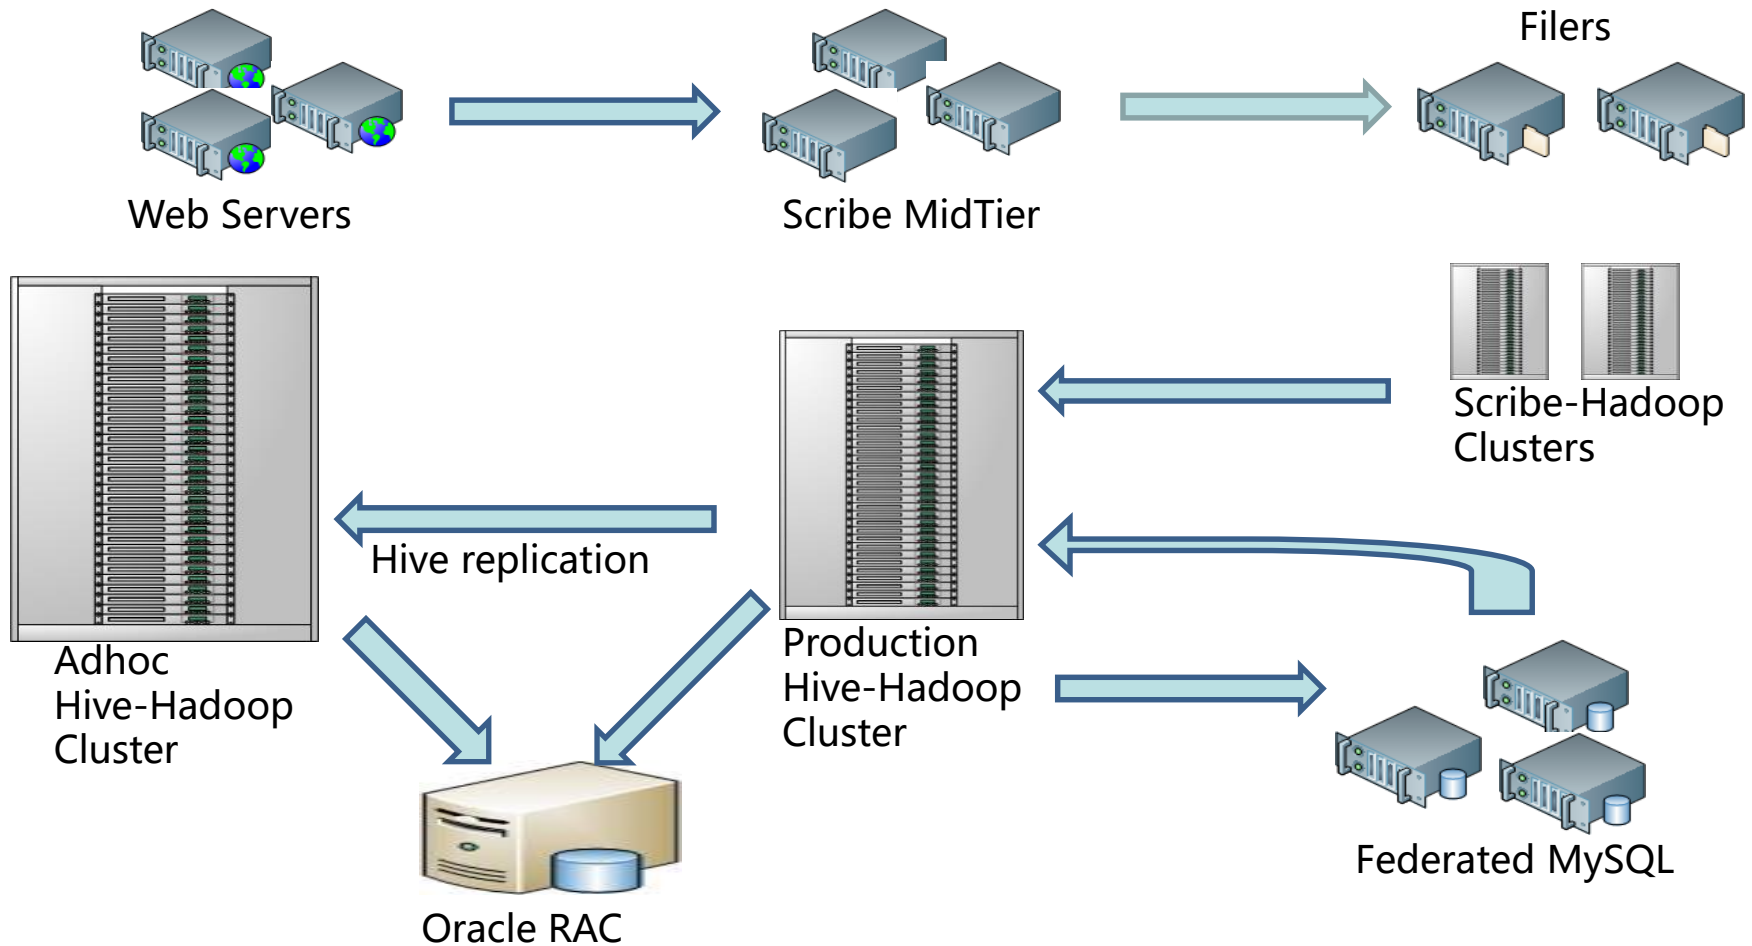 Filers
Web Servers
Scribe MidTier
Scribe-Hadoop
Clusters
Hive replication
Adhoc
Hive-Hadoop
Cluster
Production
Hive-Hadoop
Cluster
Federated MySQL
Oracle RAC